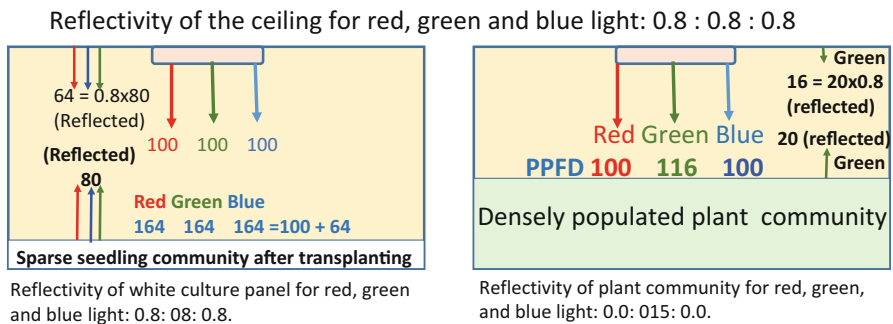 Reflectivity of the ceiling for red, green and blue light: 0.8 : 0.8 : 0.8
64 = 0.8x80
(Reflected)
100 100 100
(Reflected)
80
Red Green Blue
164 164 164 =100 + 64
Sparse seedling community after transplanting
Reflectivity of white culture panel for red, green
and blue light: 0.8: 08: 0.8.
Green
16 = 20x0.8
(reflected)
Red Green Blue
20 (reflected)
Green
PPFD 100 116 100
Densely populated plant community
Reflectivity of plant community for red, green,
and blue light: 0.0: 015: 0.0.